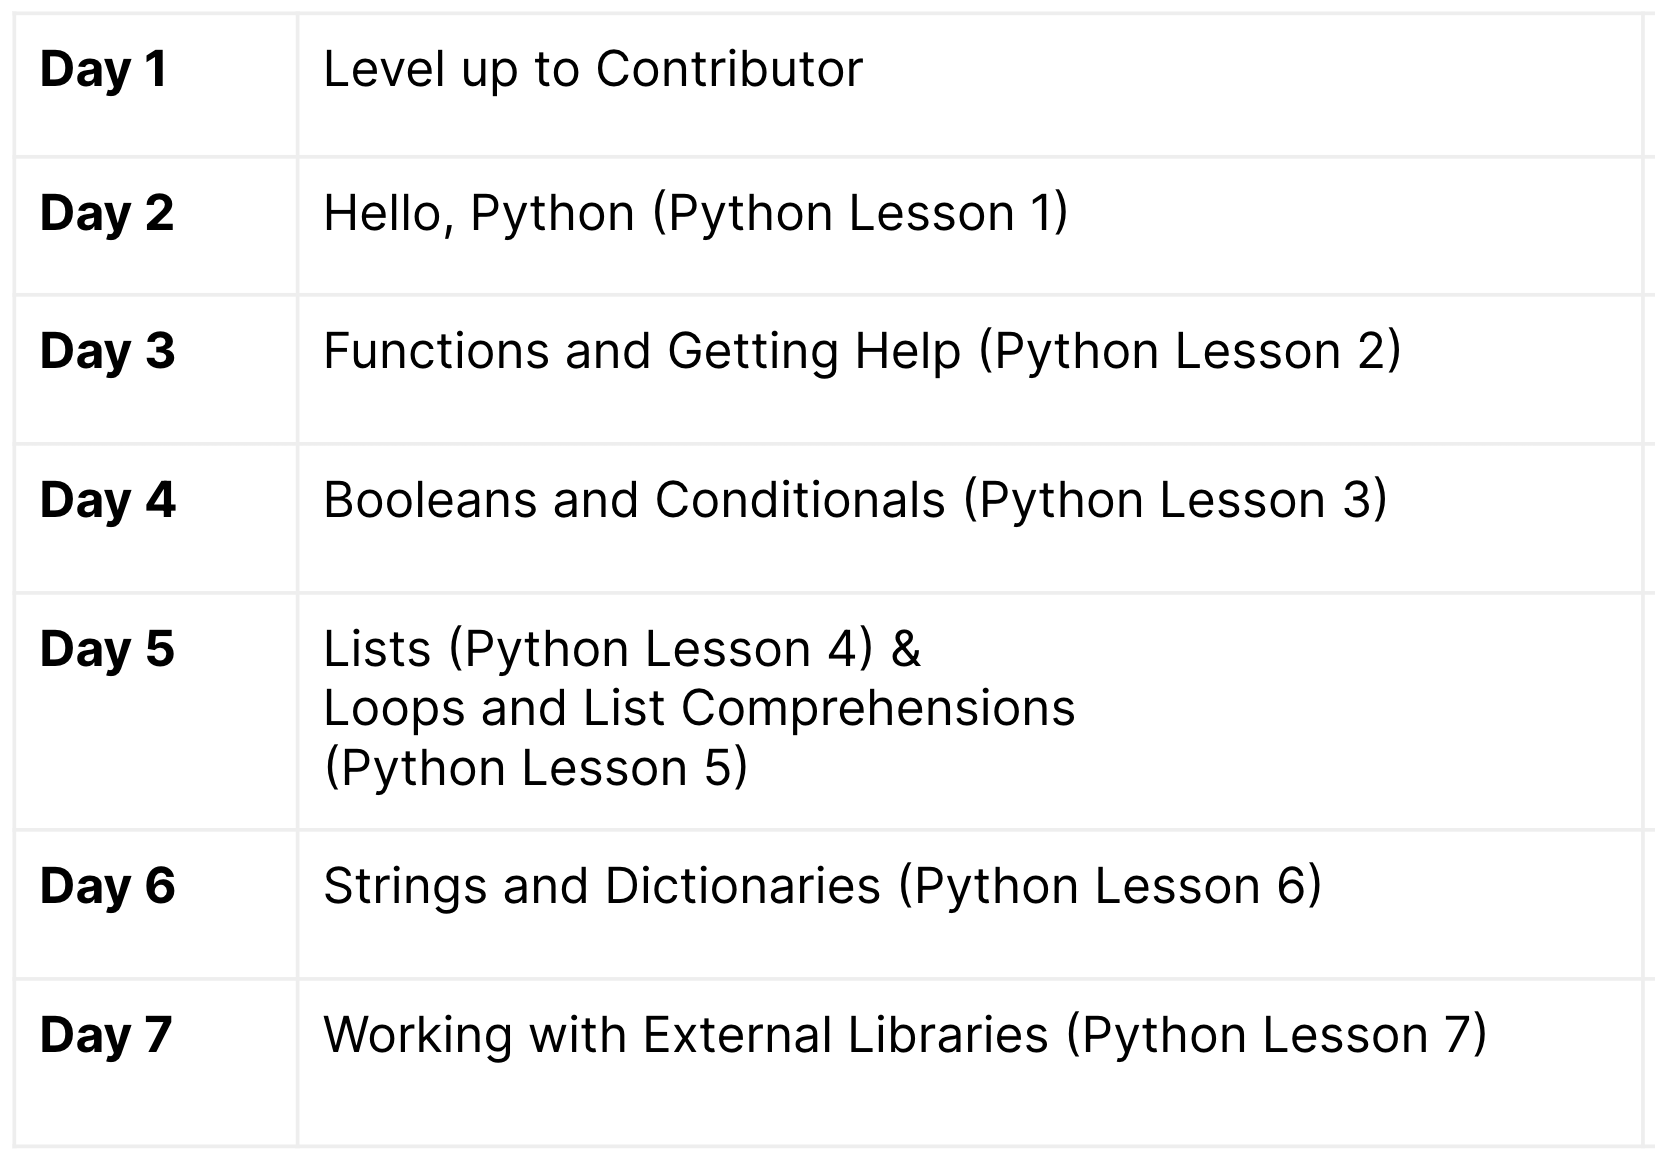 Day 1
Level up to Contributor
Day 2
Hello, Python (Python Lesson 1)
Day 3
Functions and Getting Help (Python Lesson 2)
Day 4
Booleans and Conditionals (Python Lesson 3)
Day 5
Lists (Python Lesson 4) &
Loops and List Comprehensions
(Python Lesson 5)
Day 6
Strings and Dictionaries (Python Lesson 6)
Day 7
Working with External Libraries (Python Lesson 7)